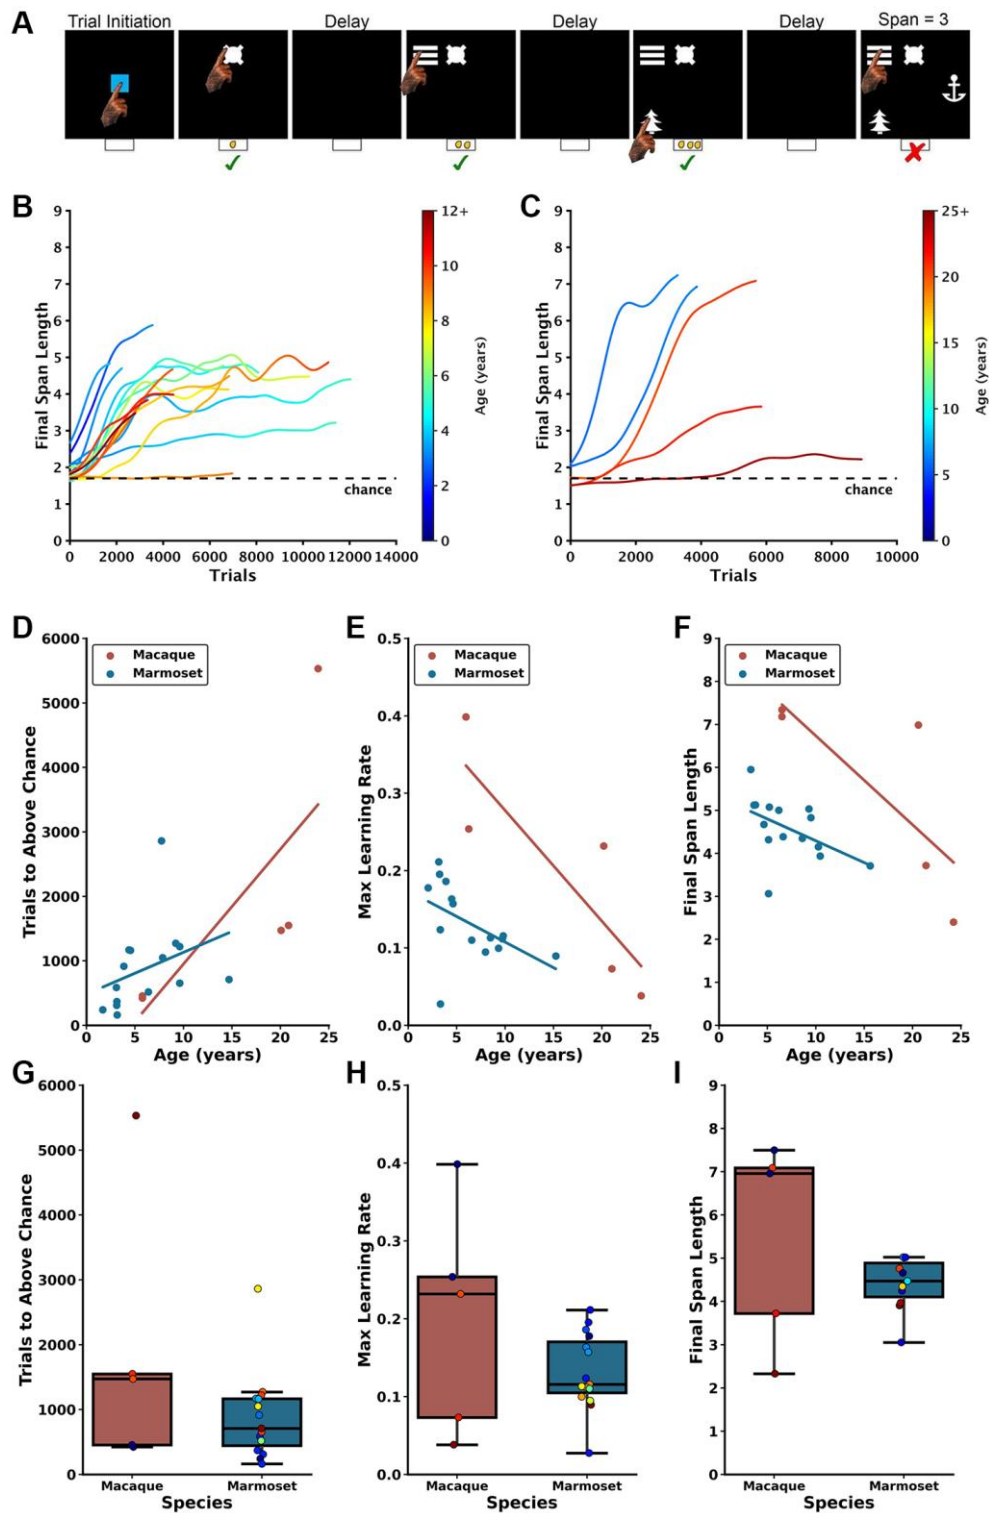 A
Trial Initiation Delay Delay Delay Span = 3
B
Final Span Length
9
8
7
6
5
4
3
2
1
0
chance
0 2000 4000 6000 8000 10000 12000 14000
Trials
12+
10
8
6
4
2
0
Age (years)
C
Final Span Length
9
8
7
6
5
4
3
2
1
0
chance
0 2000 4000 6000 8000 10000
Trials
25+
20
15
10
5
0
Age (years)
D
Trials to Above Chance
6000
5000
4000
3000
2000
1000
0
Macaque
Marmoset
0 5 10 15 20 25
Age (years)
E
Max Learning Rate
0.5
0.4
0.3
0.2
0.1
0.0
Macaque
Marmoset
0 5 10 15 20 25
Age (years)
F
Final Span Length
9
8
7
6
5
4
3
2
1
0
Macaque
Marmoset
0 5 10 15 20 25
Age (years)
G
Trials to Above Chance
6000
5000
4000
3000
2000
1000
0
Macaque Marmoset
Species
H
Max Learning Rate
0.5
0.4
0.3
0.2
0.1
0.0
Macaque Marmoset
Species
I
Final Span Length
9
8
7
6
5
4
3
2
1
0
Macaque Marmoset
Species